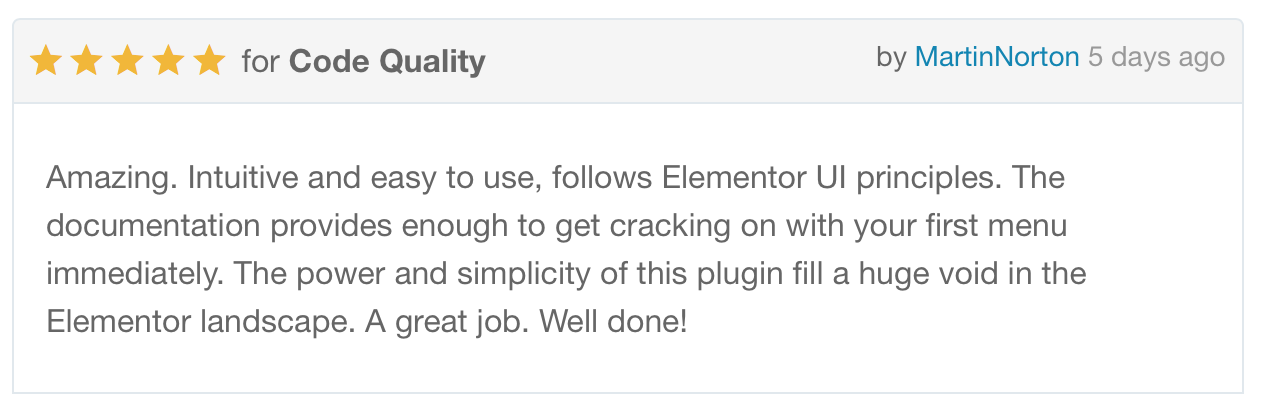 for Code Quality
by MartinNorton 5 days ago
Amazing. Intuitive and easy to use, follows Elementor UI principles. The
documentation provides enough to get cracking on with your first menu
immediately. The power and simplicity of this plugin fill a huge void in the
Elementor landscape. A great job. Well done!